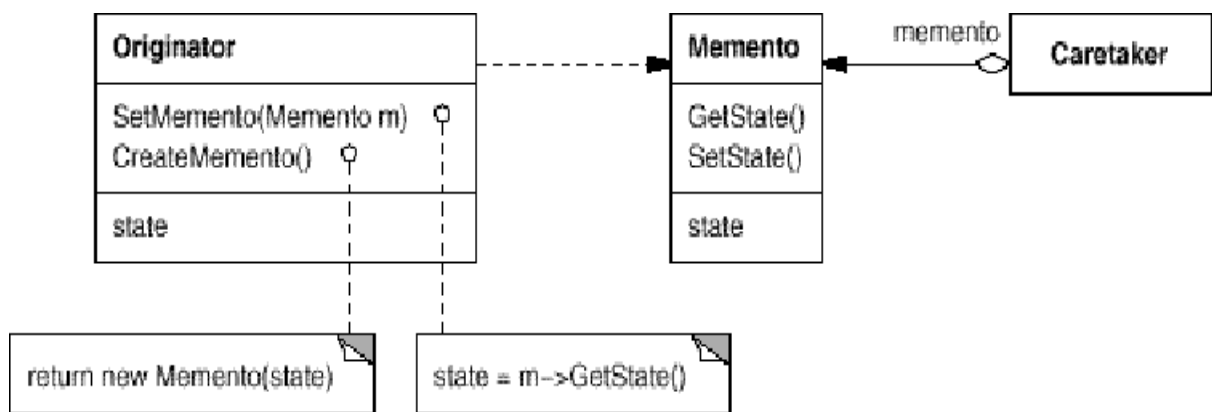 Originator
SetMemento(Memento m)
CreateMemento()
state
Memento
GetState()
SetState()
state
memento
Caretaker
return new Memento(state)
state = m->GetState()